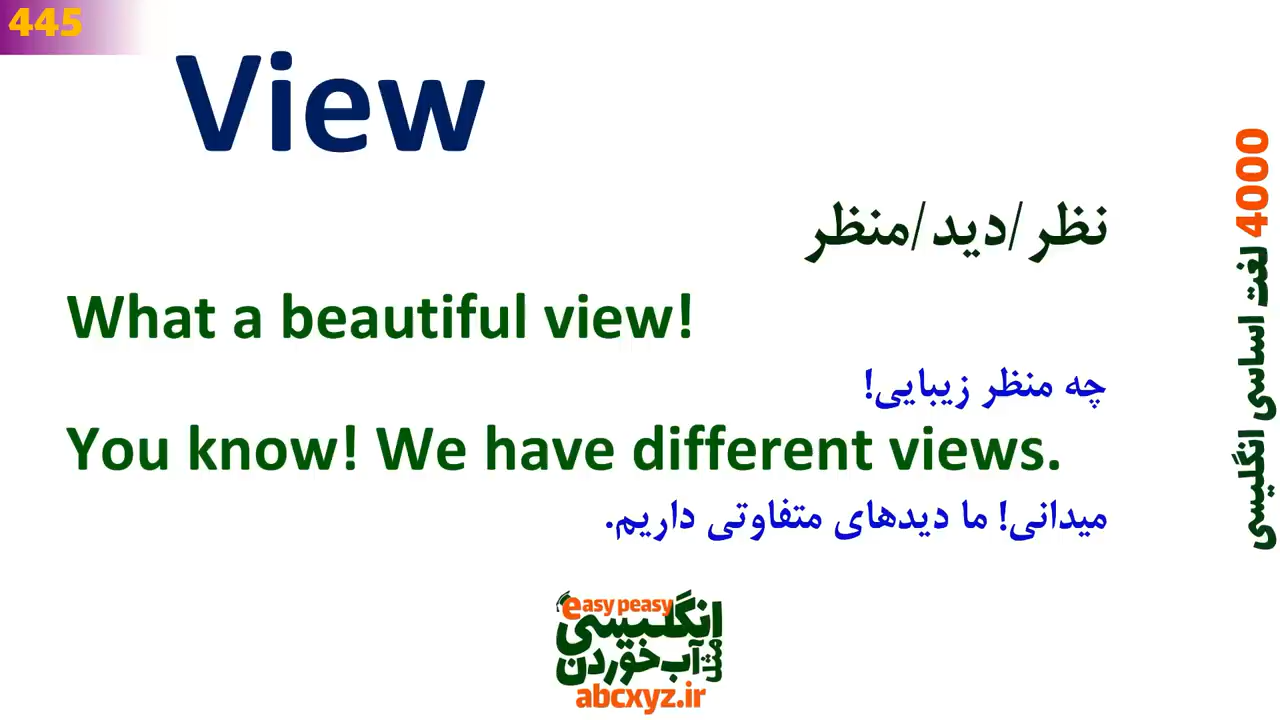 445
View
نظر/دید/منظر
What a beautiful view!
چه منظر زیبایی!
You know! We have different views.
میدانی! ما دیدهای متفاوتی داریم.
4000 لغت اساسی انگلیسی
easy peasy
انگلیسی
مثل آب خوردن
abcxyz.ir